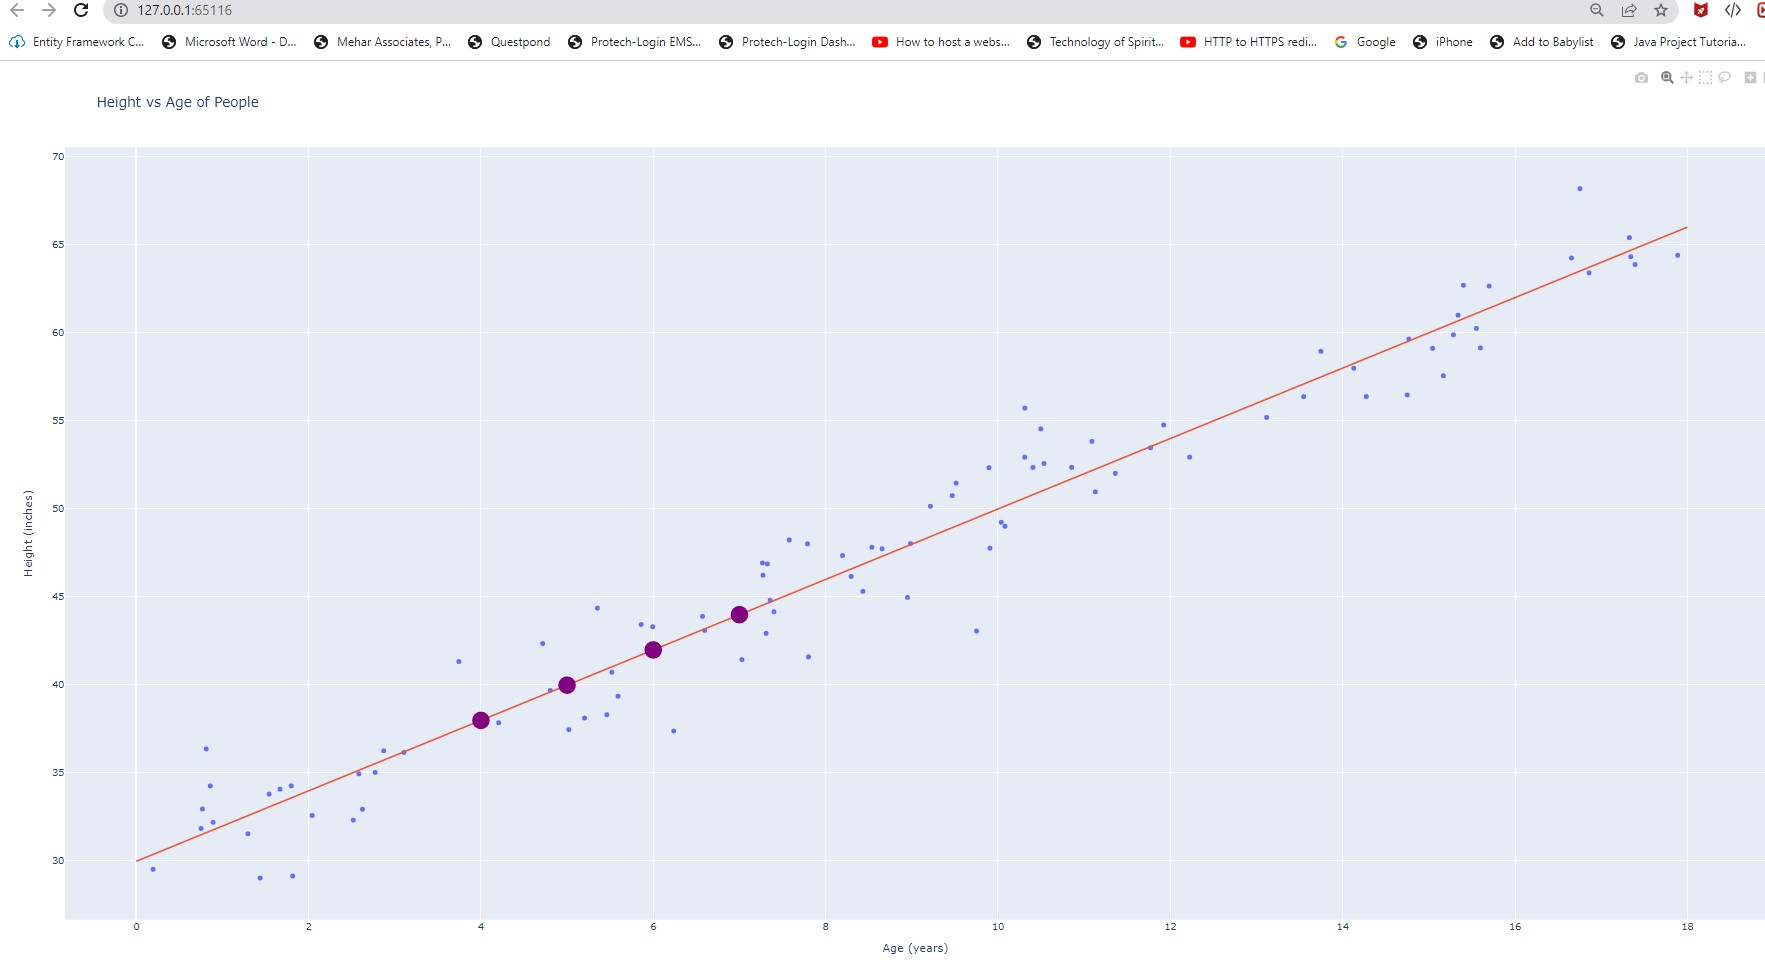 127.0.0.1:65116
Entity Framework C... Microsoft Word - D... Mehar Associates, P... Questpond Protech-Login EMS... Protech-Login Dash... How to host a webs... Technology of Spirit... HTTP to HTTPS redi... Google iPhone Add to Babylist Java Project Tutoria...
Height vs Age of People
70
65
60
55
50
45
40
35
30
Height (inches)
0 2 4 6 8 10 12 14 16 18
Age (years)